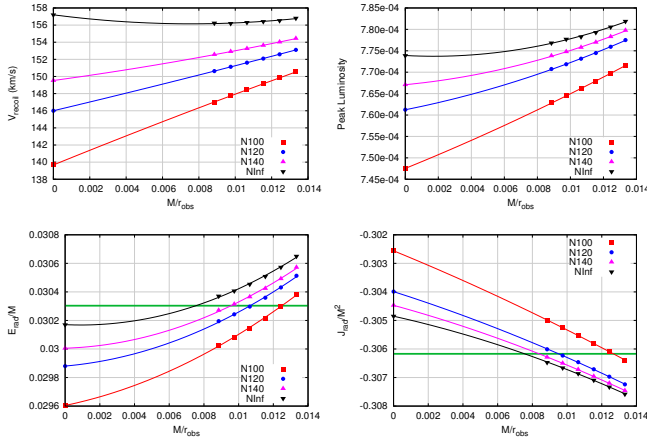 158
156
154
152
150
148
146
144
142
140
138
V_recoil (km/s)
N100
N120
N140
NInf
0 0.002 0.004 0.006 0.008 0.01 0.012 0.014
M/r_obs
7.85e-04
7.80e-04
7.75e-04
7.70e-04
7.65e-04
7.60e-04
7.55e-04
7.50e-04
7.45e-04
Peak Luminosity
N100
N120
N140
NInf
0 0.002 0.004 0.006 0.008 0.01 0.012 0.014
M/r_obs
0.0308
0.0306
0.0304
0.0302
0.03
0.0298
0.0296
E_rad/M
N100
N120
N140
NInf
0 0.002 0.004 0.006 0.008 0.01 0.012 0.014
M/r_obs
-0.302
-0.303
-0.304
-0.305
-0.306
-0.307
-0.308
J_rad/M²
N100
N120
N140
NInf
0 0.002 0.004 0.006 0.008 0.01 0.012 0.014
M/r_obs